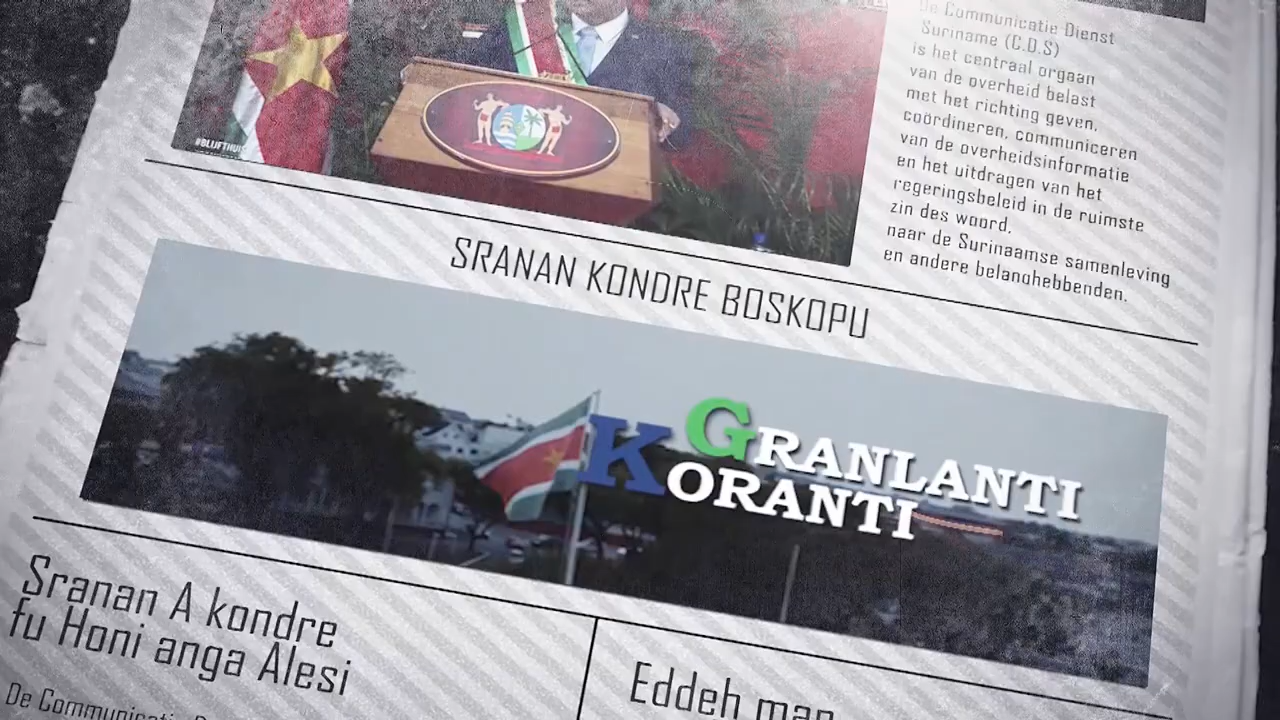 #BLIFTHUIS
De Communicatie Dienst
Suriname (C.D.S)
is het centraal orgaan
van de overheid belast
met het richting geven,
coördineren, communiceren
van de overheidsinformatie
en het uitdragen van het
regeringsbeleid in de ruimste
zin des woord.
naar de Surinaamse samenleving
en andere belanghebbenden.
SRANAN KONDRE BOSKOPU
GRANLANTI
KORANTI
Sranan A kondre
fu Honi anga Alesi
Eddeh man
De